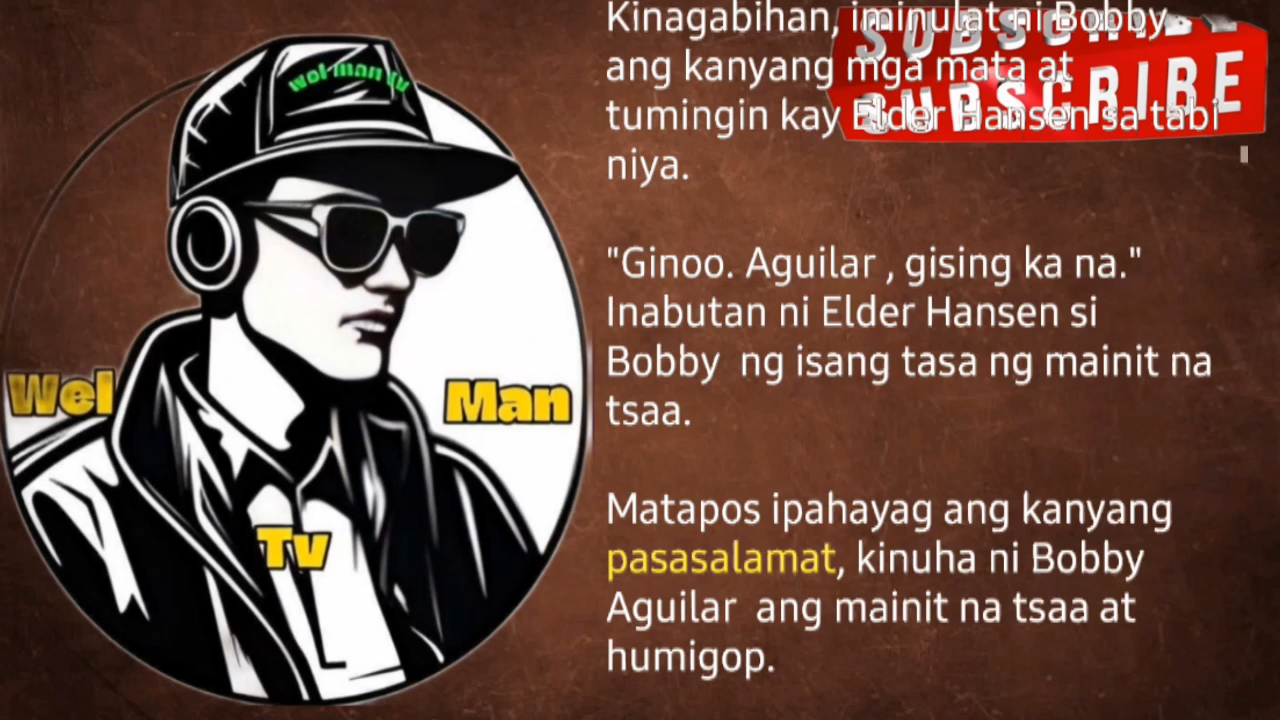 wel man tv
Wel
Man
Tv
SUBSCRIBE
SUBSCRIBE
Kinagabihan, iminulat ni Bobby
ang kanyang mga mata at
tumingin kay Elder Hansen sa tabi
niya.
"Ginoo. Aguilar , gising ka na."
Inabutan ni Elder Hansen si
Bobby  ng isang tasa ng mainit na
tsaa.
Matapos ipahayag ang kanyang
pasasalamat, kinuha ni Bobby
Aguilar  ang mainit na tsaa at
humigop.